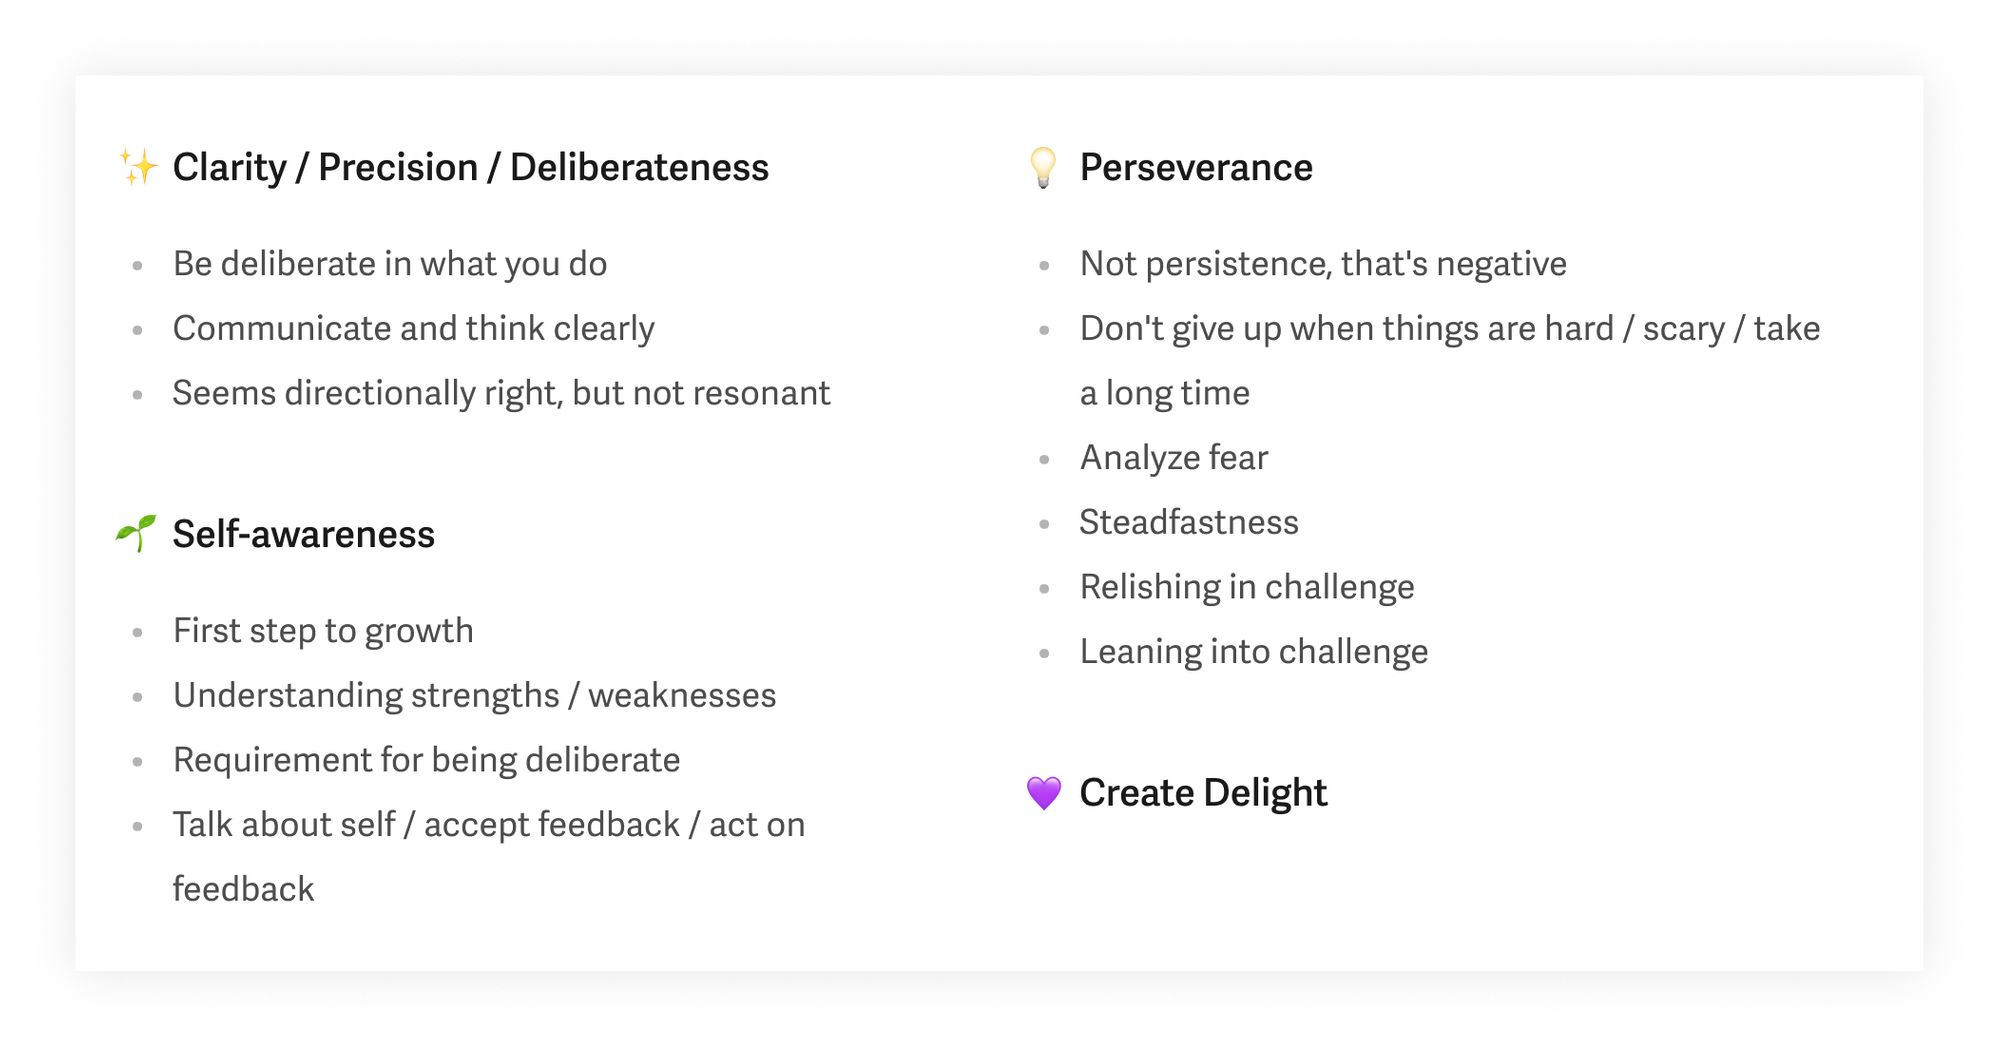 ✨ Clarity / Precision / Deliberateness
• Be deliberate in what you do
• Communicate and think clearly
• Seems directionally right, but not resonant
🌱 Self-awareness
• First step to growth
• Understanding strengths / weaknesses
• Requirement for being deliberate
• Talk about self / accept feedback / act on
feedback
💡 Perseverance
• Not persistence, that's negative
• Don't give up when things are hard / scary / take
a long time
• Analyze fear
• Steadfastness
• Relishing in challenge
• Leaning into challenge
💜 Create Delight